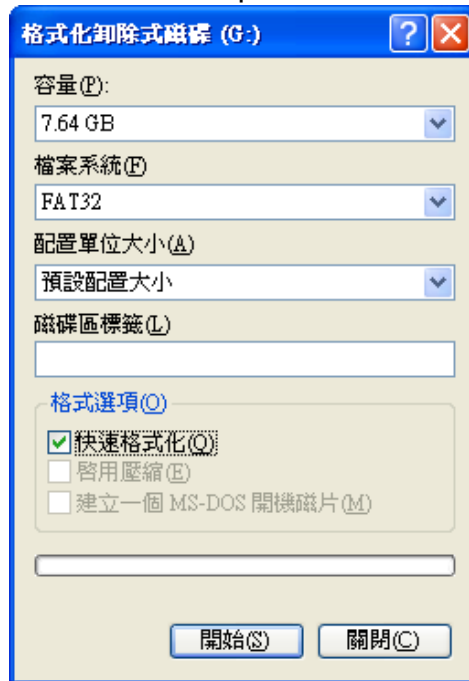 格式化卸除式磁碟 (G:)
容量(P):
7.64 GB
檔案系統(F)
FAT32
配置單位大小(A)
預設配置大小
磁碟區標籤(L)
格式選項(O)
快速格式化(Q)
啓用壓縮(E)
建立一個 MS-DOS 開機磁片(M)
開始(S) 關閉(C)